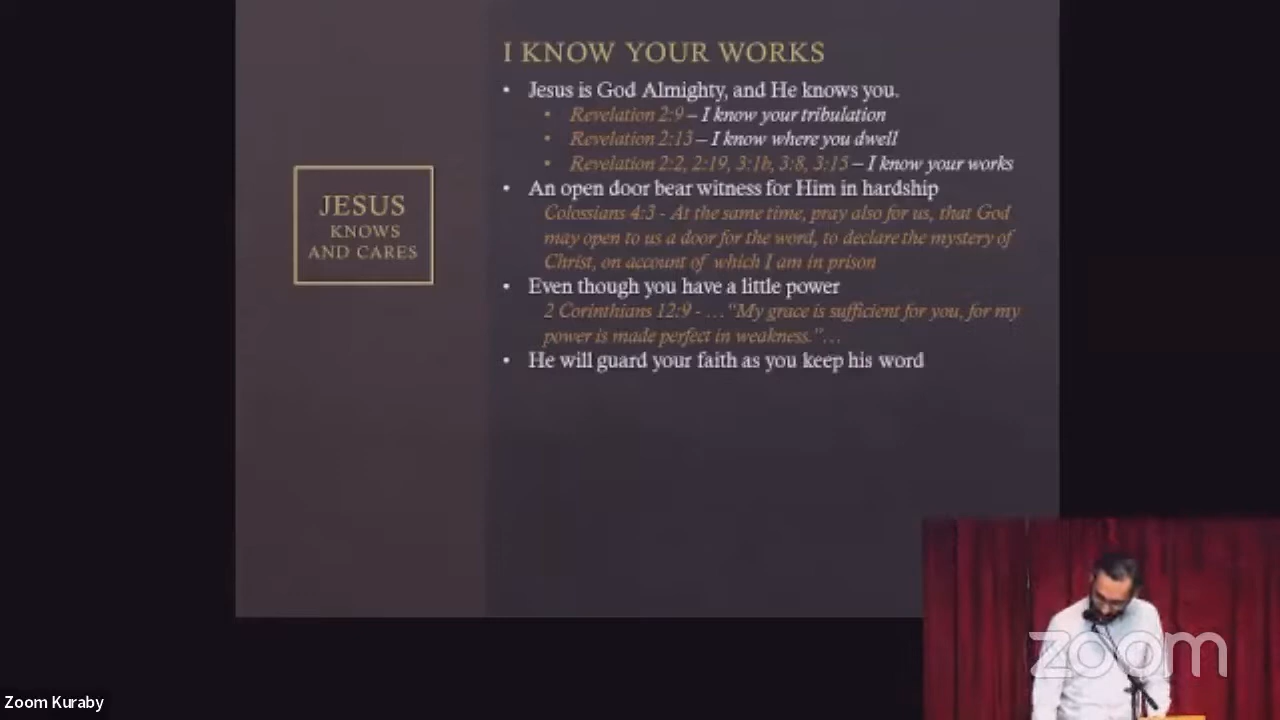 I KNOW YOUR WORKS
• Jesus is God Almighty, and He knows you.
• Revelation 2:9 – I know your tribulation
• Revelation 2:13 – I know where you dwell
• Revelation 2:2, 2:19, 3:1b, 3:8, 3:15 – I know your works
• An open door bear witness for Him in hardship
Colossians 4:3 - At the same time, pray also for us, that God
may open to us a door for the word, to declare the mystery of
Christ, on account of which I am in prison
• Even though you have a little power
2 Corinthians 12:9 - …"My grace is sufficient for you, for my
power is made perfect in weakness."…
• He will guard your faith as you keep his word
JESUS
KNOWS
AND CARES
zoom
Zoom Kuraby